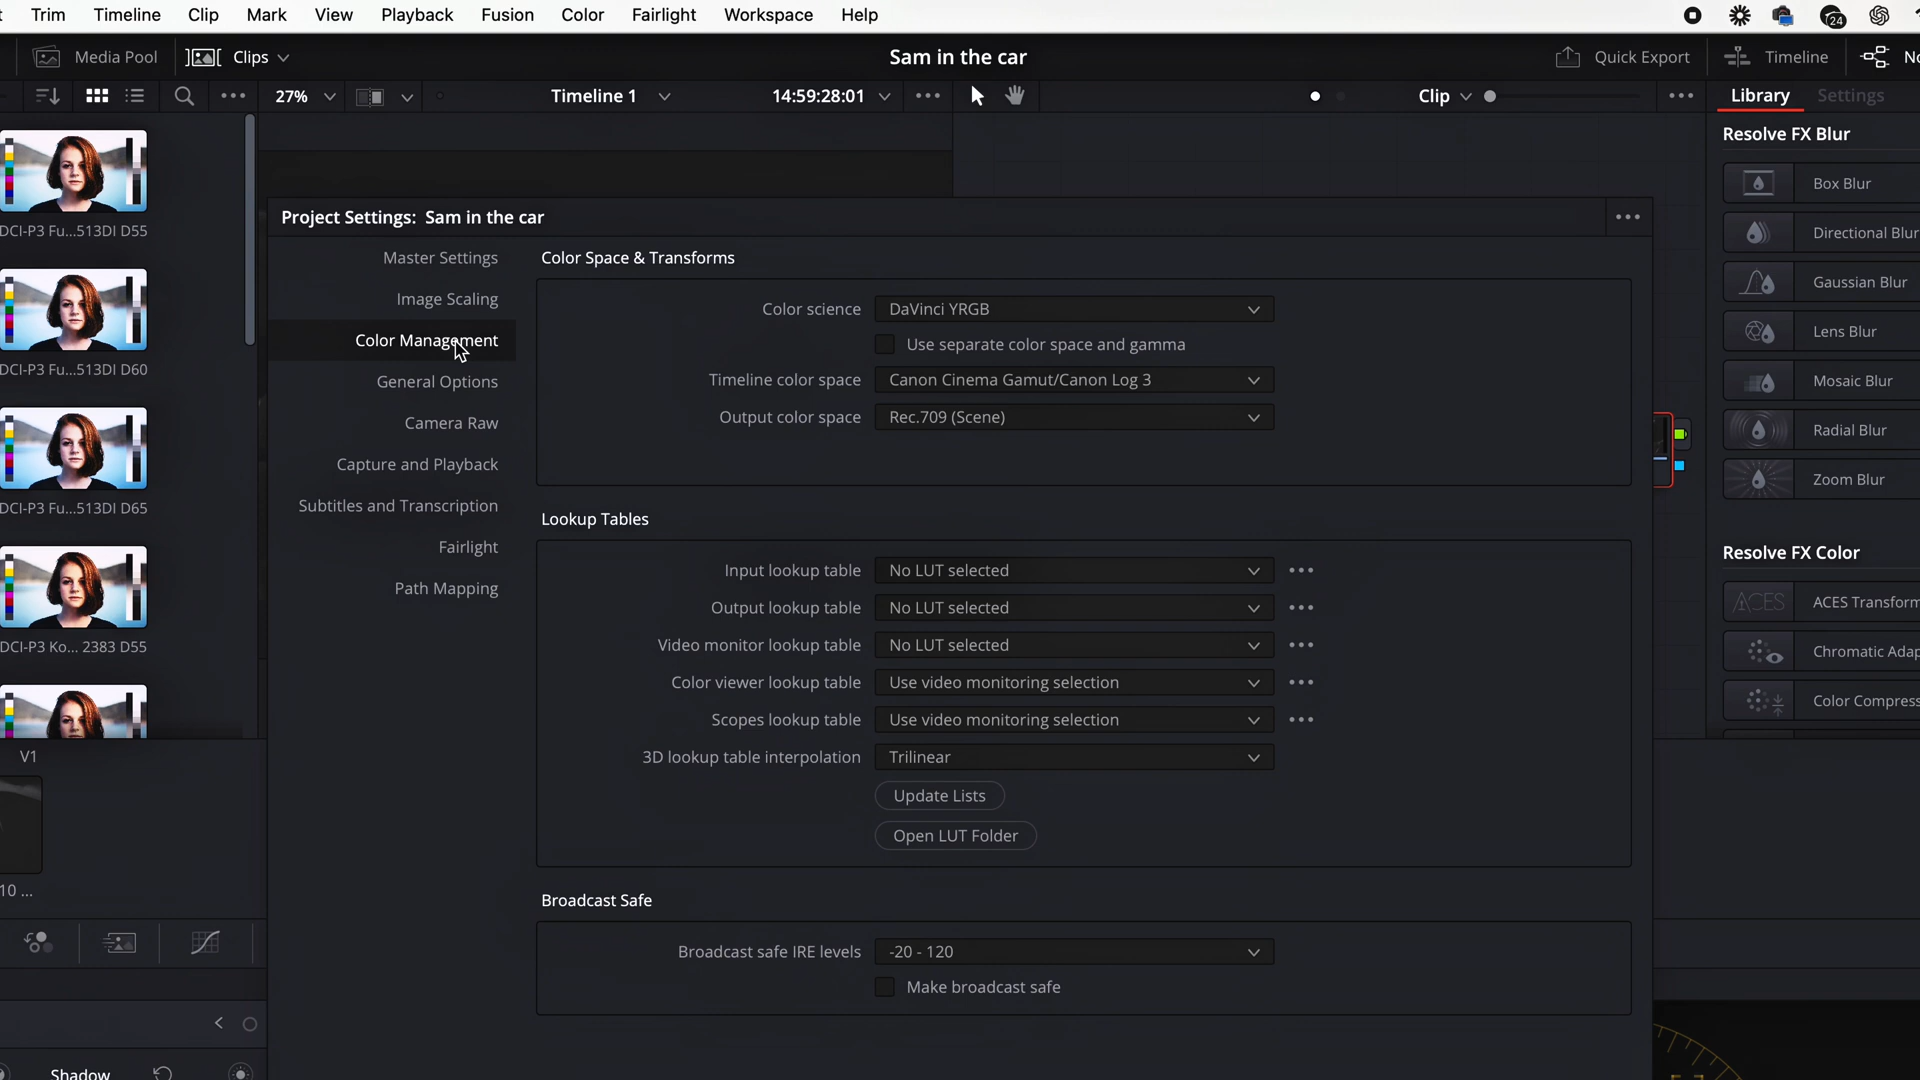 Trim Timeline Clip Mark View Playback Fusion Color Fairlight Workspace Help
24
Media Pool Clips Sam in the car Quick Export Timeline No
27% Timeline 1 14:59:28:01 Clip Library Settings
Resolve FX Blur
Box Blur
Directional Blur
Gaussian Blur
Lens Blur
Mosaic Blur
Radial Blur
Zoom Blur
Resolve FX Color
ACES ACES Transform
Chromatic Adap
Color Compress
DCI-P3 Fu...513DI D55
DCI-P3 Fu...513DI D60
DCI-P3 Fu...513DI D65
DCI-P3 Ko... 2383 D55
V1
10 ...
Shadow
Project Settings: Sam in the car
Master Settings
Image Scaling
Color Management
General Options
Camera Raw
Capture and Playback
Subtitles and Transcription
Fairlight
Path Mapping
Color Space & Transforms
Color science DaVinci YRGB
Use separate color space and gamma
Timeline color space Canon Cinema Gamut/Canon Log 3
Output color space Rec.709 (Scene)
Lookup Tables
Input lookup table No LUT selected
Output lookup table No LUT selected
Video monitor lookup table No LUT selected
Color viewer lookup table Use video monitoring selection
Scopes lookup table Use video monitoring selection
3D lookup table interpolation Trilinear
Update Lists
Open LUT Folder
Broadcast Safe
Broadcast safe IRE levels -20 - 120
Make broadcast safe